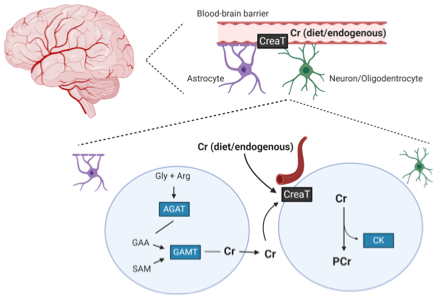 Blood-brain barrier
Cr (diet/endogenous)
CreaT
Astrocyte
Neuron/Oligodentrocyte
Cr (diet/endogenous)
Gly + Arg
CreaT
AGAT
Cr
GAA
GAMT
Cr
Cr
CK
SAM
PCr